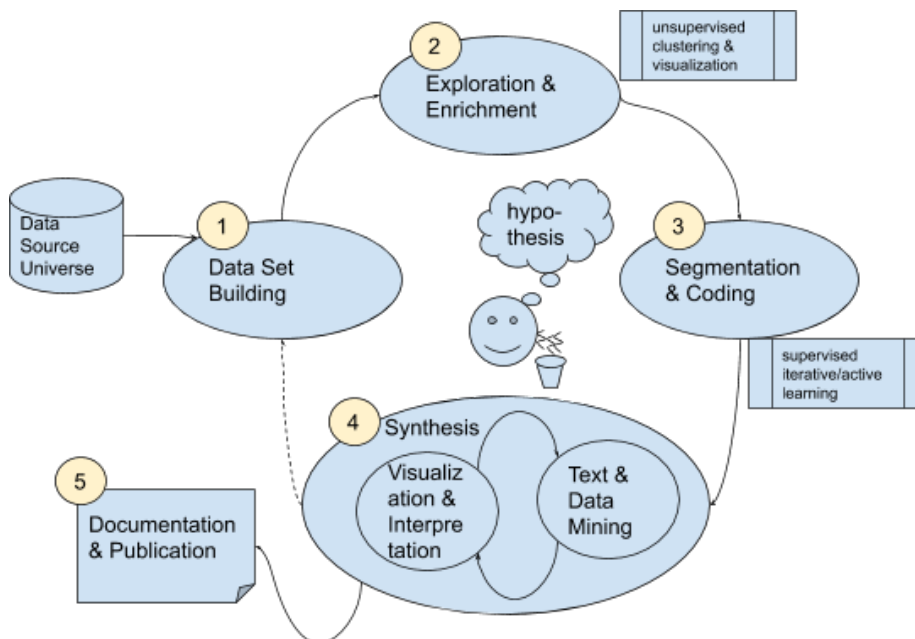 2
Exploration &
Enrichment
unsupervised
clustering &
visualization
Data
Source
Universe
1
Data Set
Building
hypo-
thesis
3
Segmentation
& Coding
supervised
iterative/active
learning
4
Synthesis
Visualiz
ation &
Interpre
tation
Text &
Data
Mining
5
Documentation
& Publication